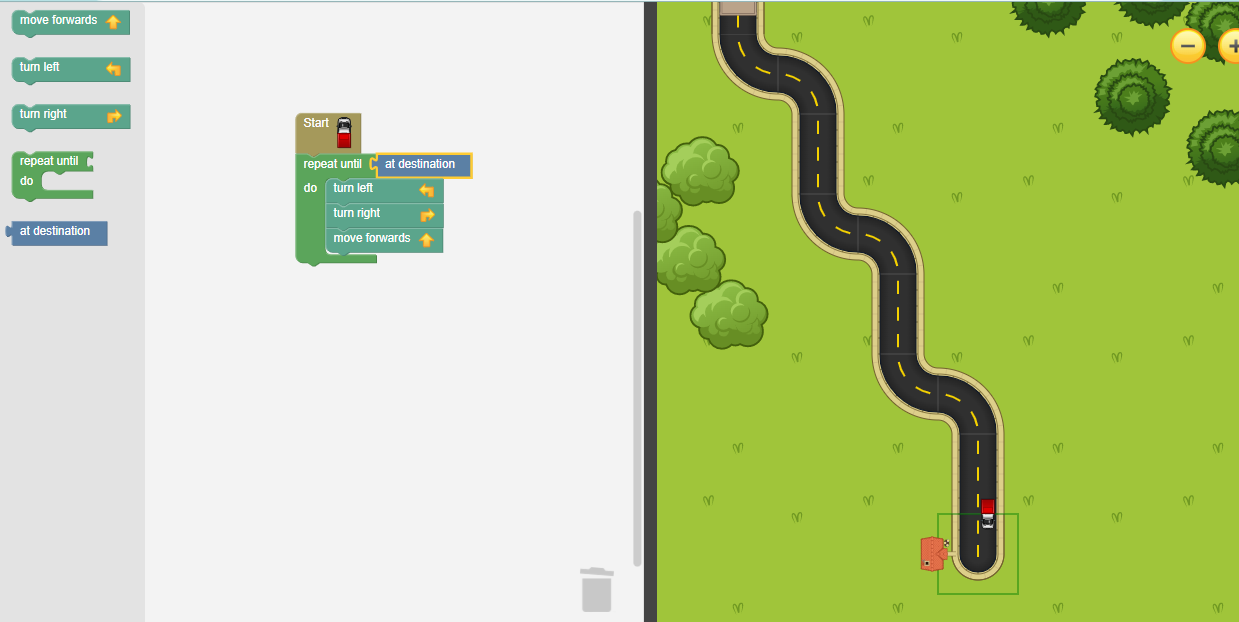 move forwards
turn left
turn right
repeat until
do
at destination
Start
repeat until at destination
do turn left
turn right
move forwards